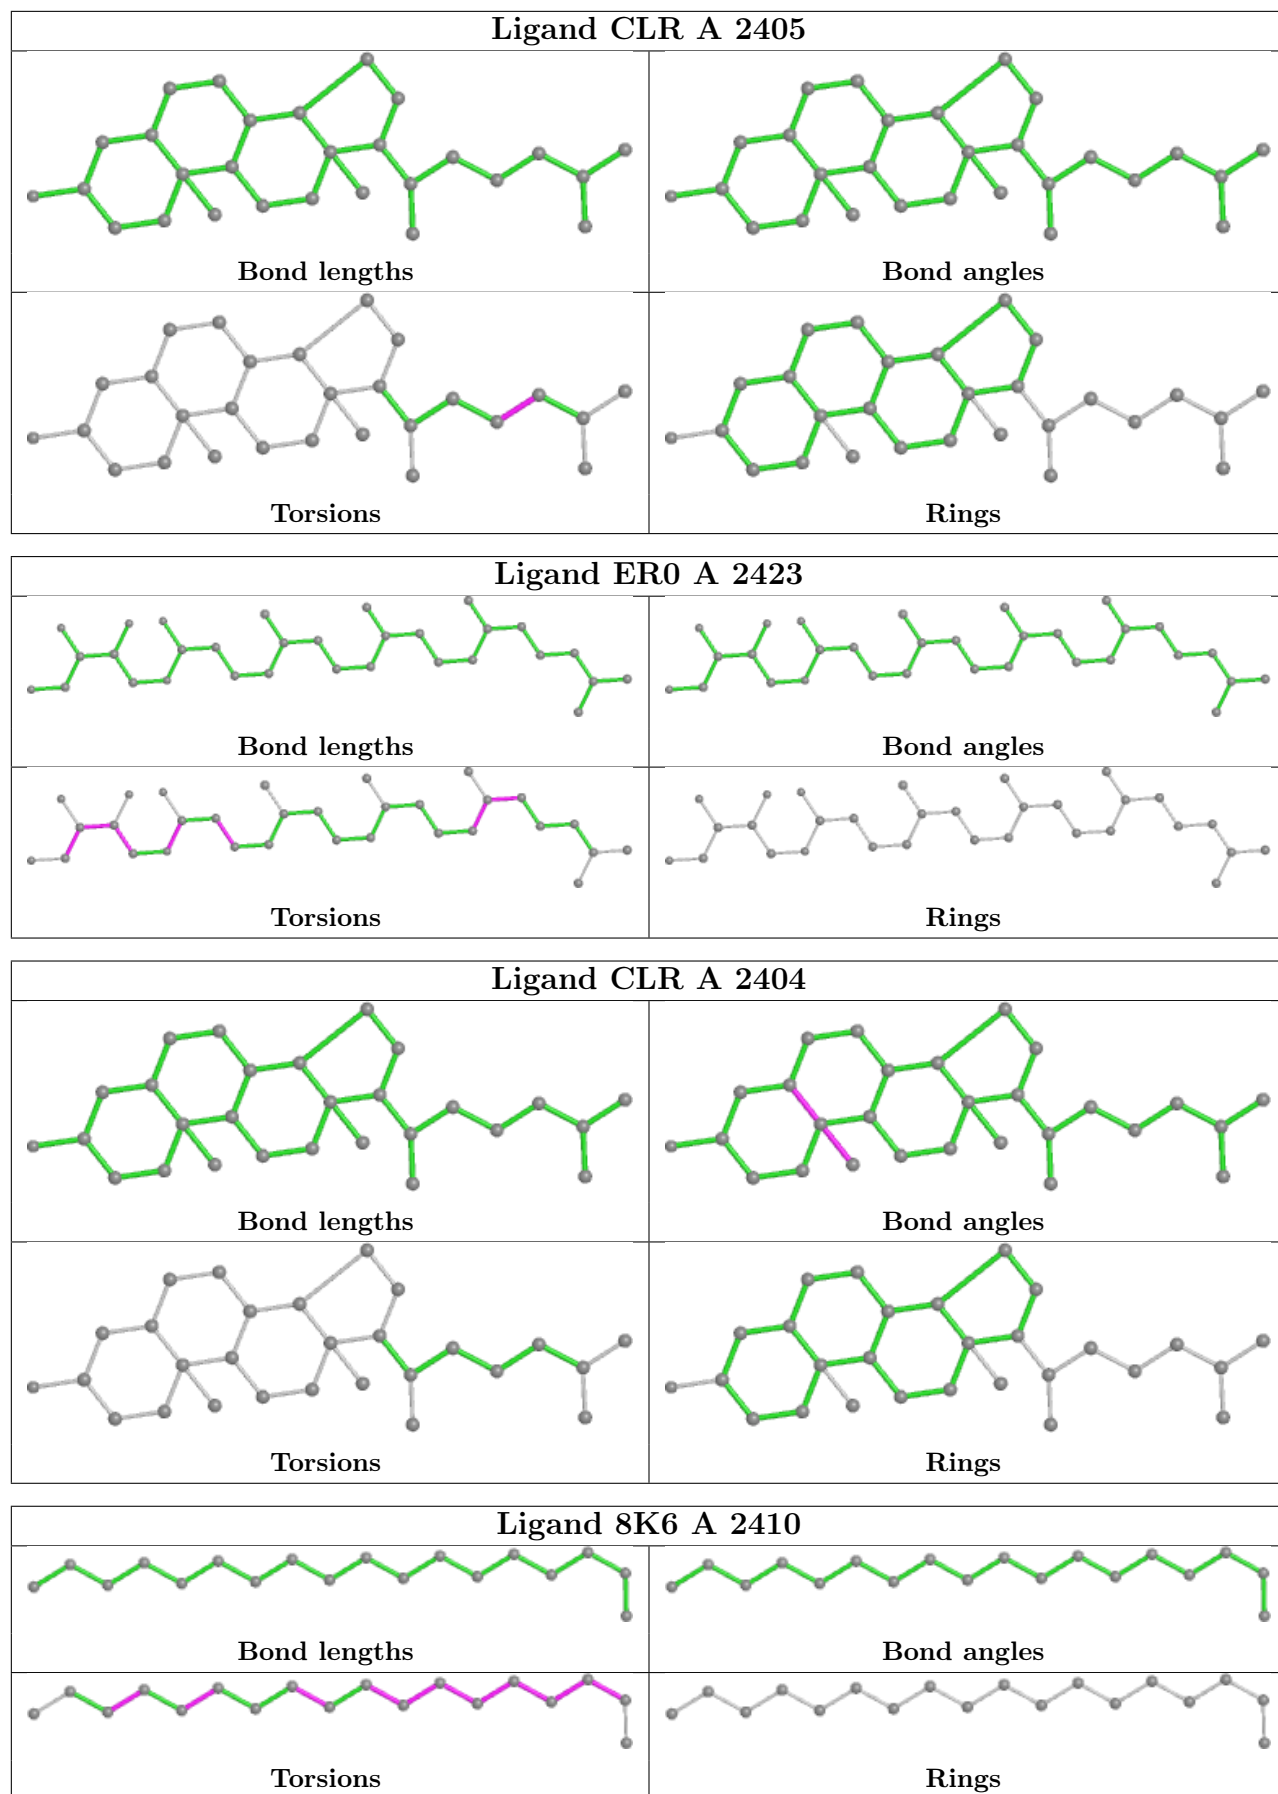 Ligand CLR A 2405
Bond lengths
Bond angles
Torsions
Rings
Ligand ER0 A 2423
Bond lengths
Bond angles
Torsions
Rings
Ligand CLR A 2404
Bond lengths
Bond angles
Torsions
Rings
Ligand 8K6 A 2410
Bond lengths
Bond angles
Torsions
Rings